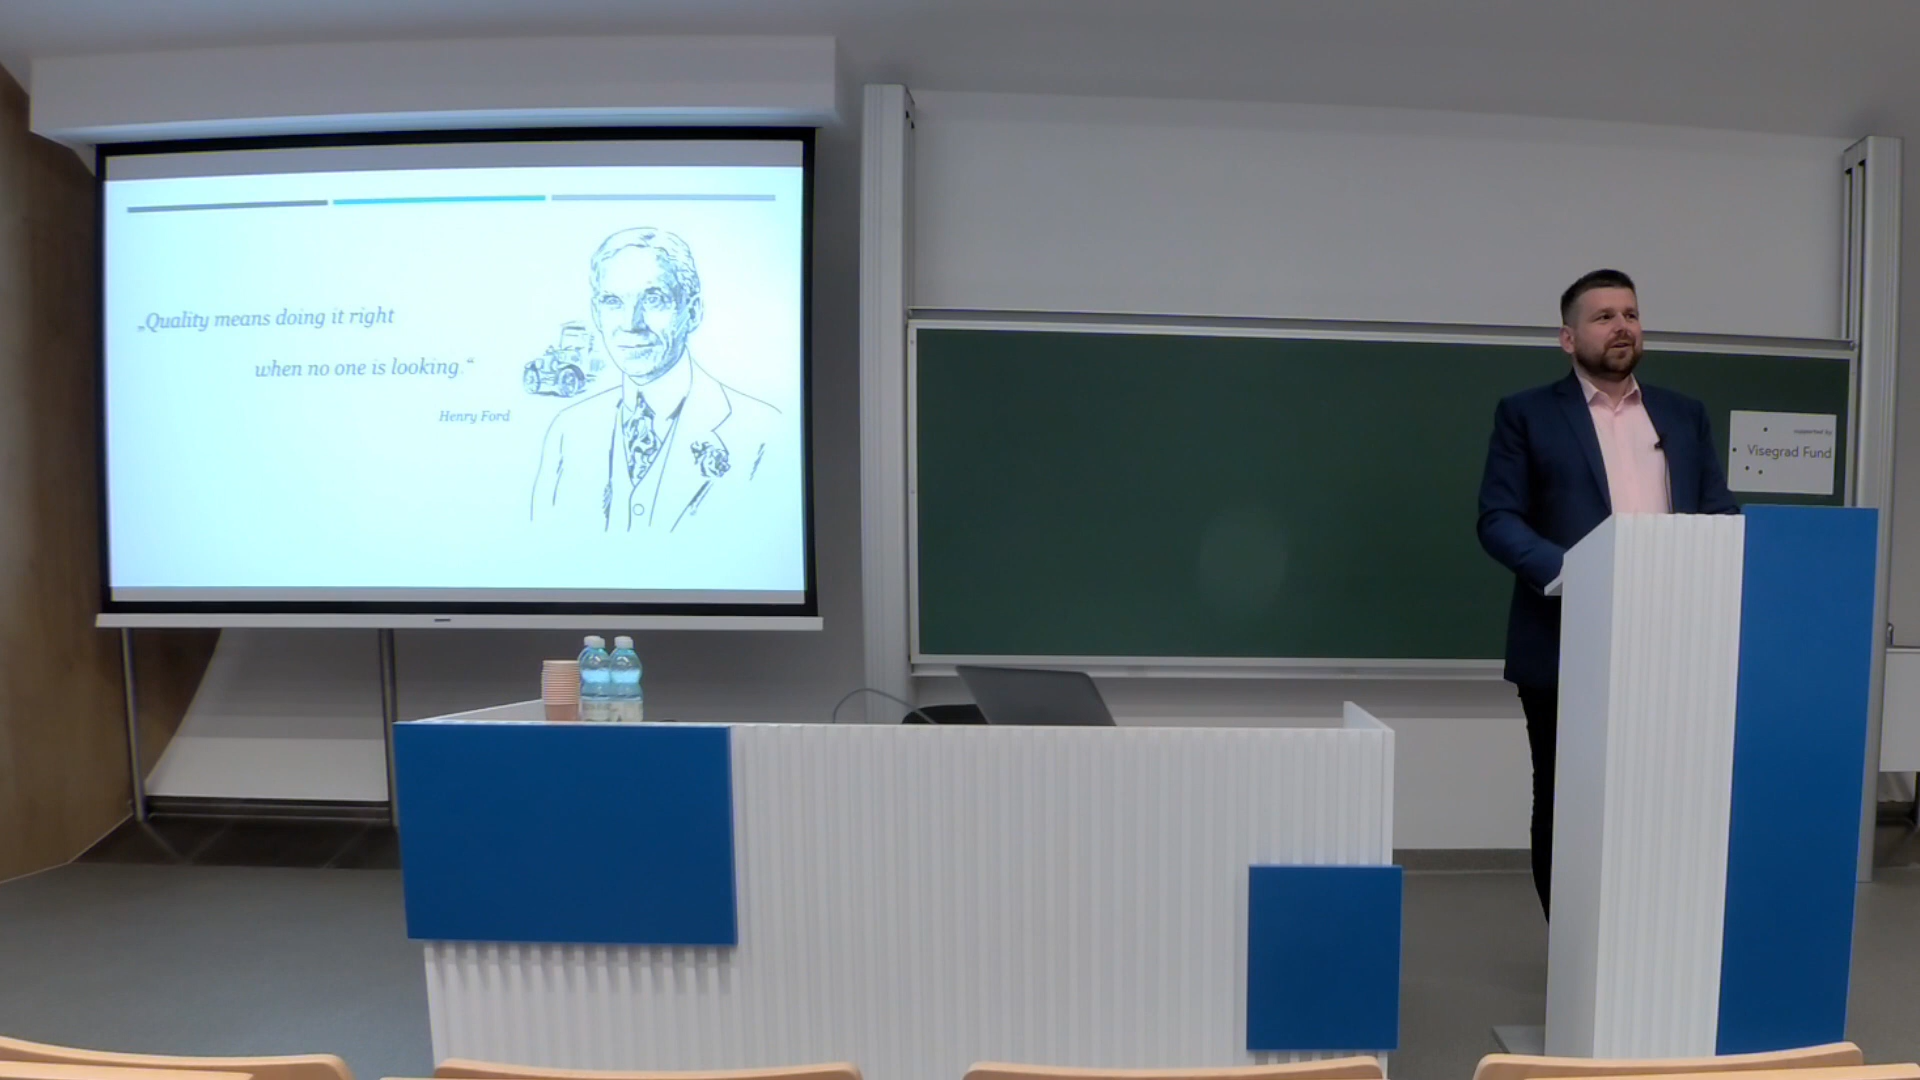 „Quality means doing it right
when no one is looking.“
Henry Ford
supported by
Visegrad Fund